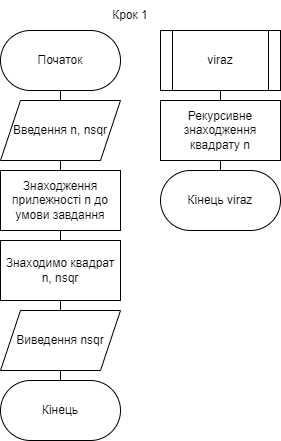 Крок 1
Початок
Введення n, nsqr
Знаходження
прилежності n до
умови завдання
Знаходимо квадрат
n, nsqr
Виведення nsqr
Кінець
viraz
Рекурсивне
знаходження
квадрату n
Кінець viraz